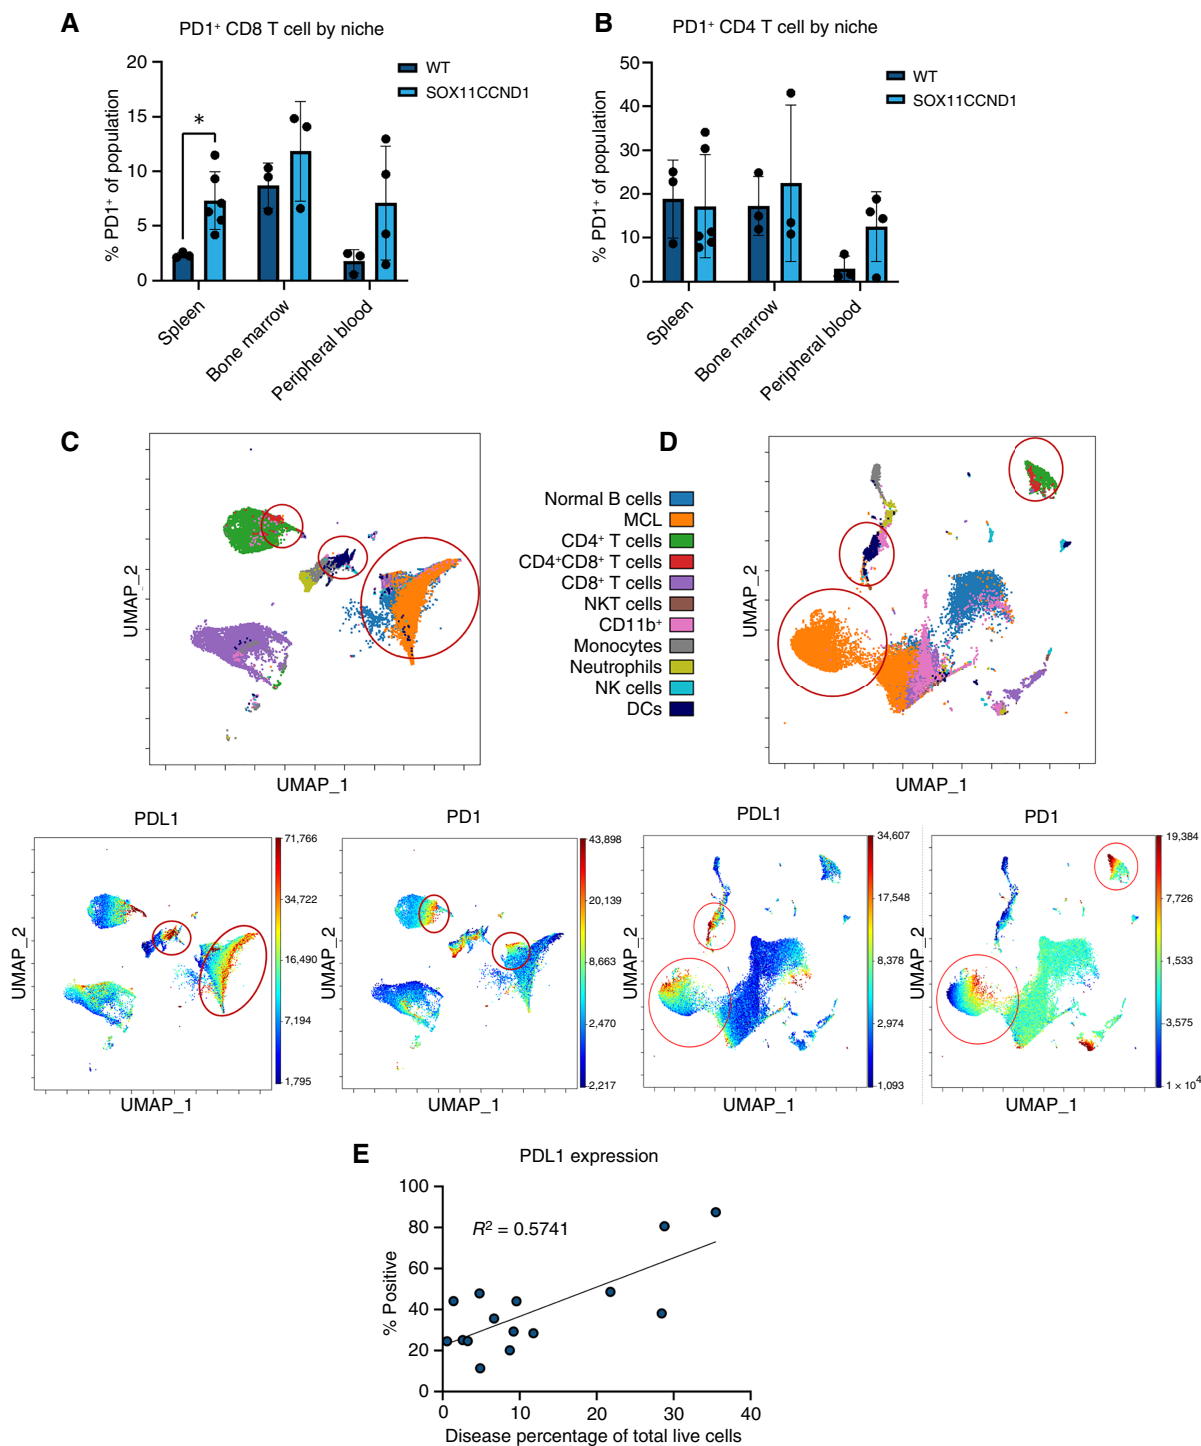 A
PD1⁺ CD8 T cell by niche
WT
SOX11CCND1
% PD1⁺ of population
20
15
10
5
0
*
Spleen
Bone marrow
Peripheral blood
B
PD1⁺ CD4 T cell by niche
WT
SOX11CCND1
% PD1⁺ of population
50
40
30
20
10
0
Spleen
Bone marrow
Peripheral blood
C
UMAP_2
UMAP_1
Normal B cells
MCL
CD4⁺ T cells
CD4⁺CD8⁺ T cells
CD8⁺ T cells
NKT cells
CD11b⁺
Monocytes
Neutrophils
NK cells
DCs
D
UMAP_2
UMAP_1
PDL1
UMAP_2
UMAP_1
71,766
34,722
16,490
7,194
1,795
PD1
UMAP_2
UMAP_1
43,898
20,139
8,663
2,470
2,217
PDL1
UMAP_2
UMAP_1
34,607
17,548
8,378
2,974
1,093
PD1
UMAP_2
UMAP_1
19,384
7,726
1,533
3,575
1 × 10⁴
E
PDL1 expression
R² = 0.5741
% Positive
100
80
60
40
20
0
0 10 20 30 40
Disease percentage of total live cells